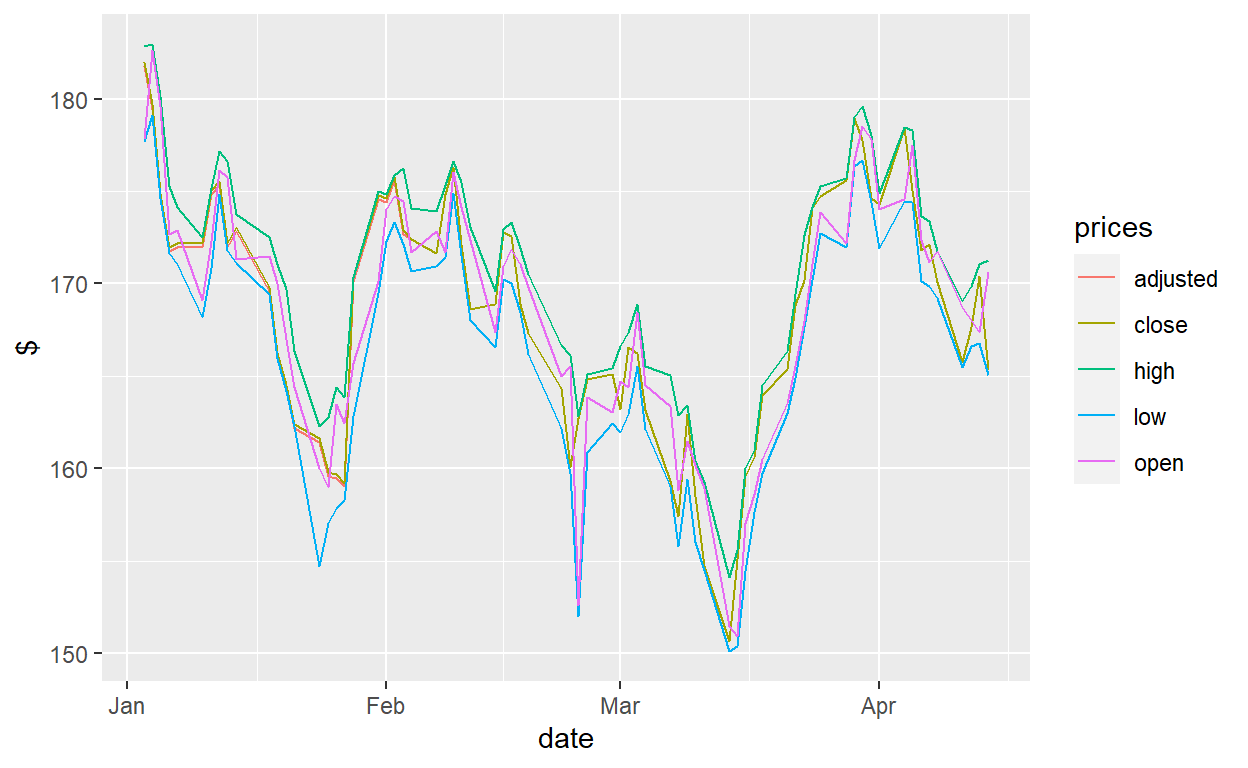 180
170
160
150
$
Jan
Feb
Mar
Apr
date
prices
adjusted
close
high
low
open